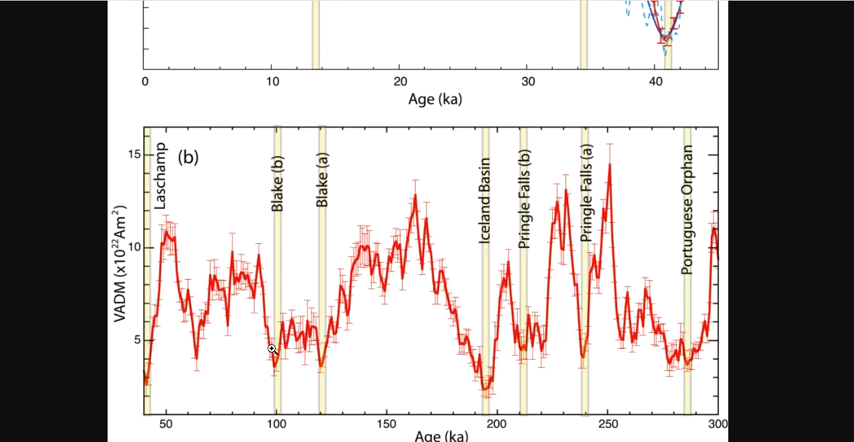 0 10 20 30 40
Age (ka)
(b)
15
10
5
VADM (x10²²Am²)
Laschamp
Blake (b)
Blake (a)
Iceland Basin
Pringle Falls (b)
Pringle Falls (a)
Portuguese Orphan
50 100 150 200 250 300
Age (ka)